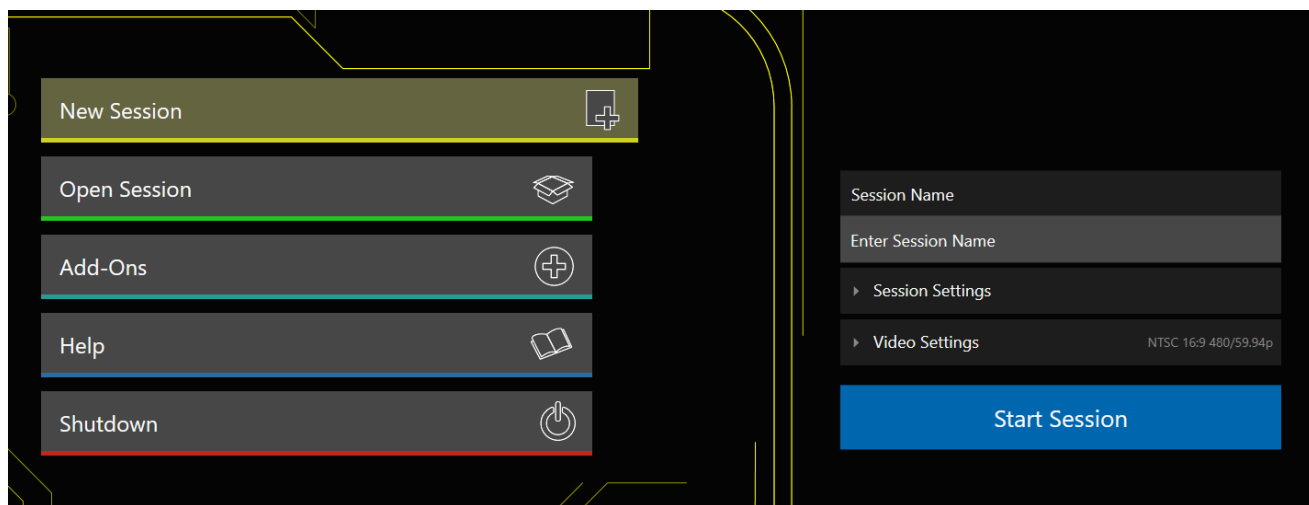 New Session
Open Session
Add-Ons
Help
Shutdown
Session Name
Enter Session Name
Session Settings
Video Settings NTSC 16:9 480/59.94p
Start Session